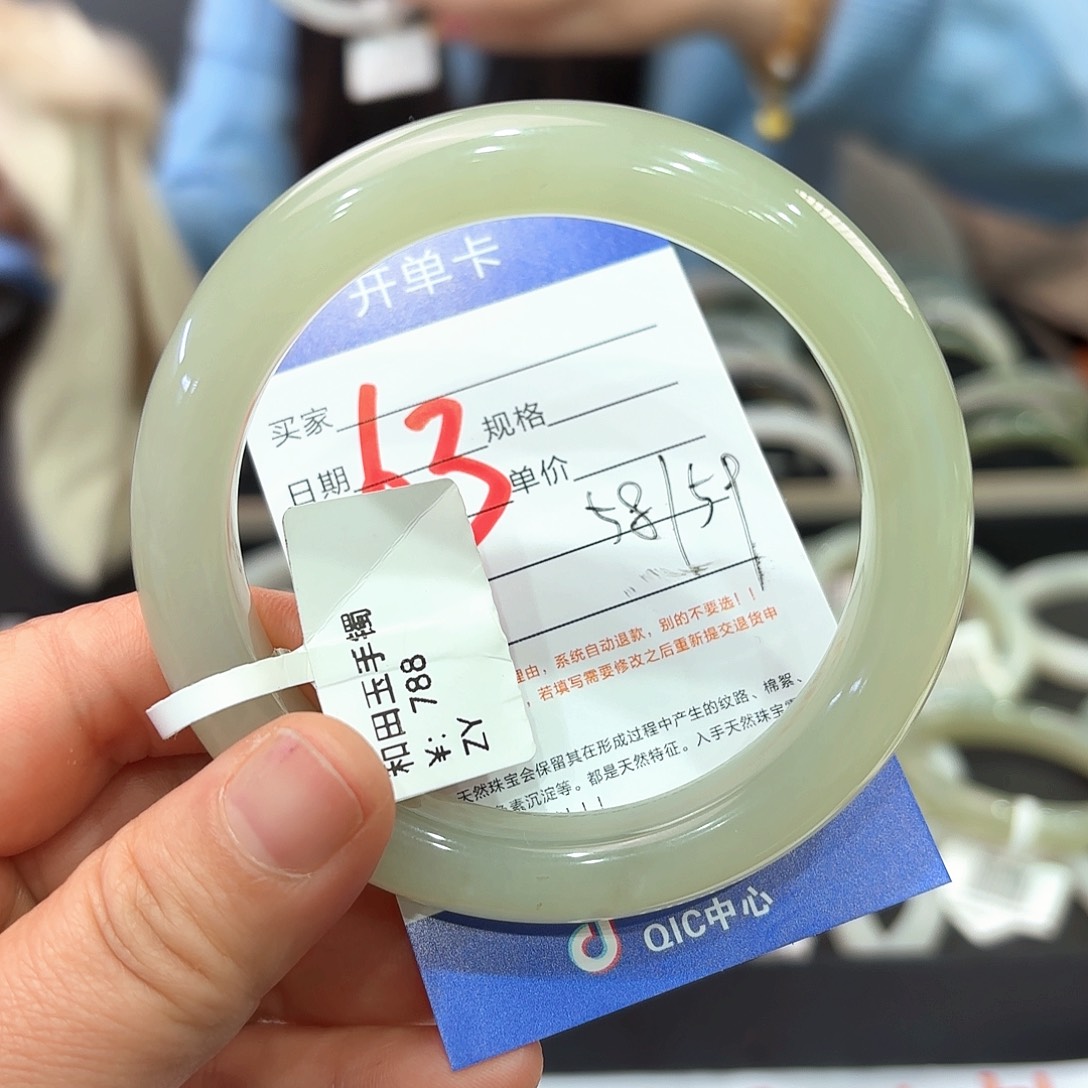 开单卡
买家 规格
日期 63 单价
58/59
理由，系统自动退款，别的不要选！！
，若填写需要修改之后重新提交退货申
天然珠宝会保留其在形成过程中产生的纹路、棉絮、
色素沉淀等。都是天然特征。入手天然珠宝
！！！
和田玉手镯
¥: 788
ZY
QIC中心